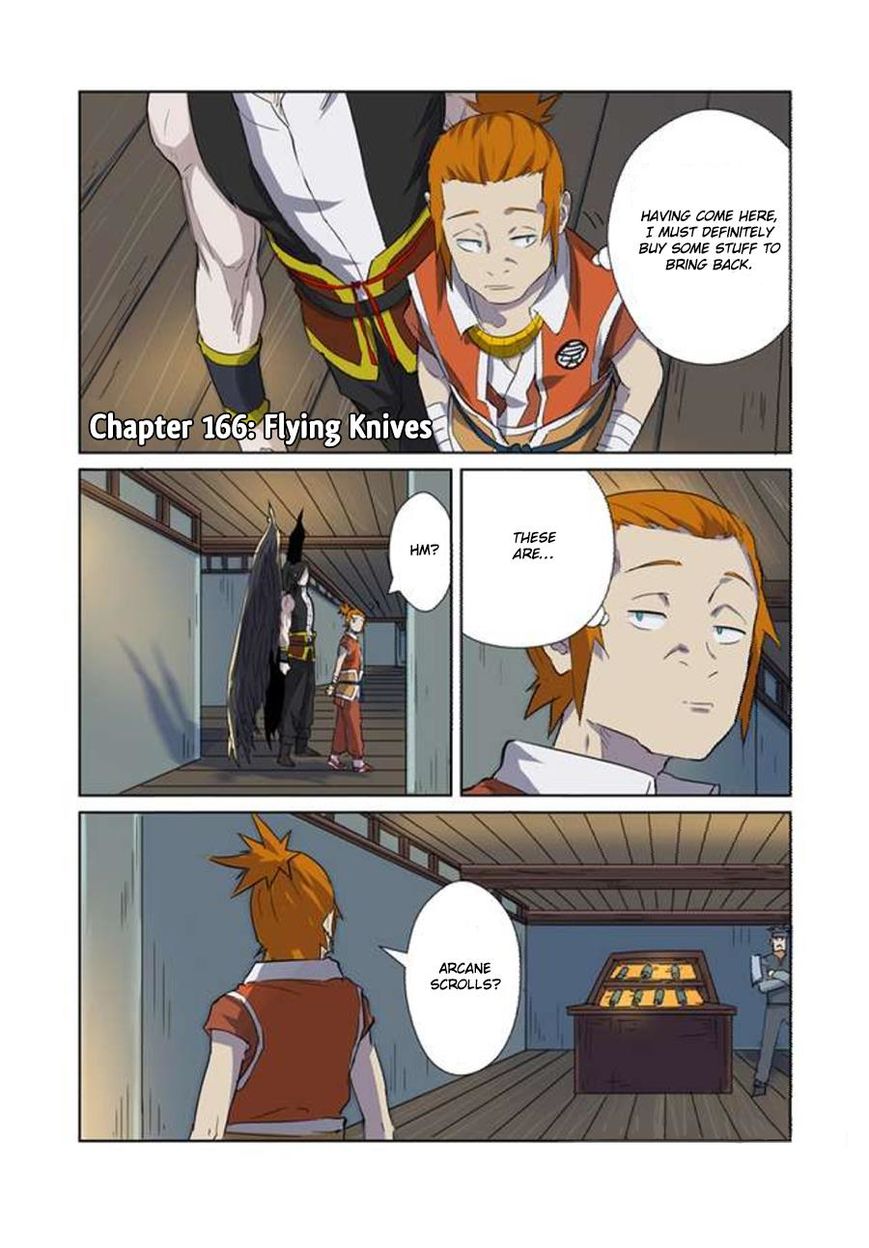 HAVING COME HERE,
I MUST DEFINITELY
BUY SOME STUFF TO
BRING BACK.
Chapter 166: Flying Knives
HM?
THESE
ARE...
ARCANE
SCROLLS?